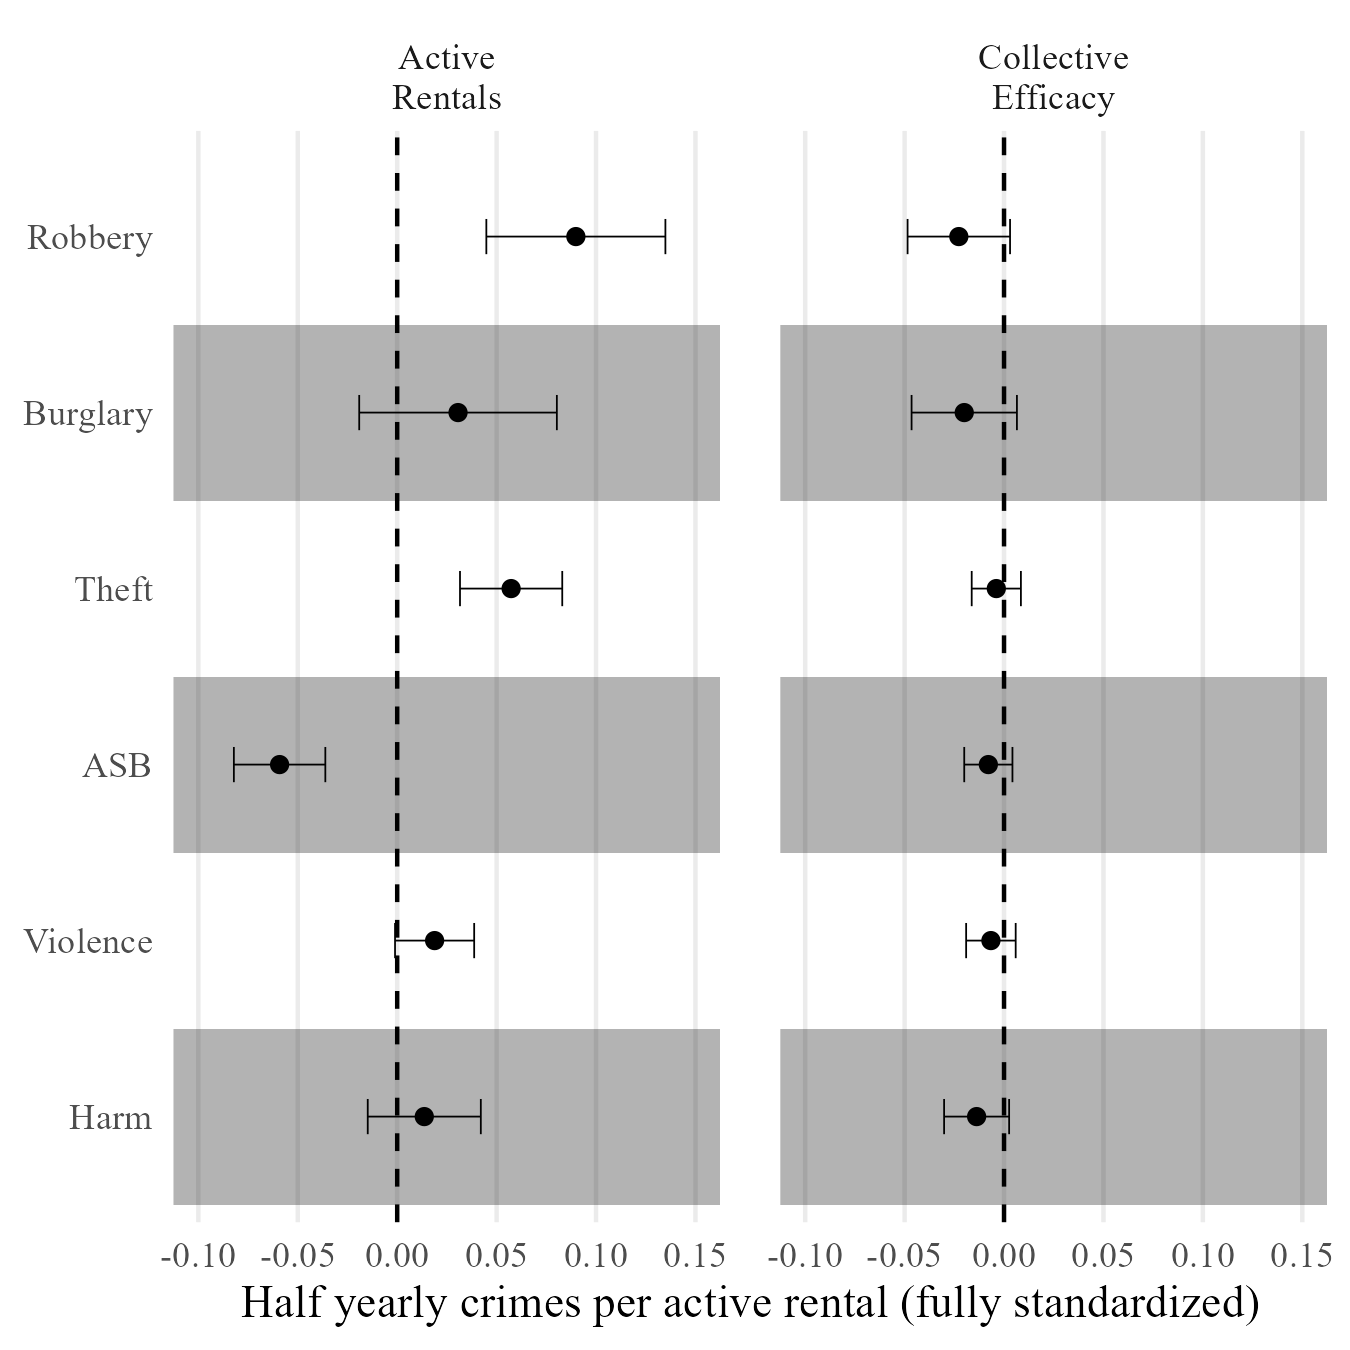 Active
Rentals
Collective
Efficacy
Robbery
Burglary
Theft
ASB
Violence
Harm
-0.10 -0.05 0.00 0.05 0.10 0.15
-0.10 -0.05 0.00 0.05 0.10 0.15
Half yearly crimes per active rental (fully standardized)